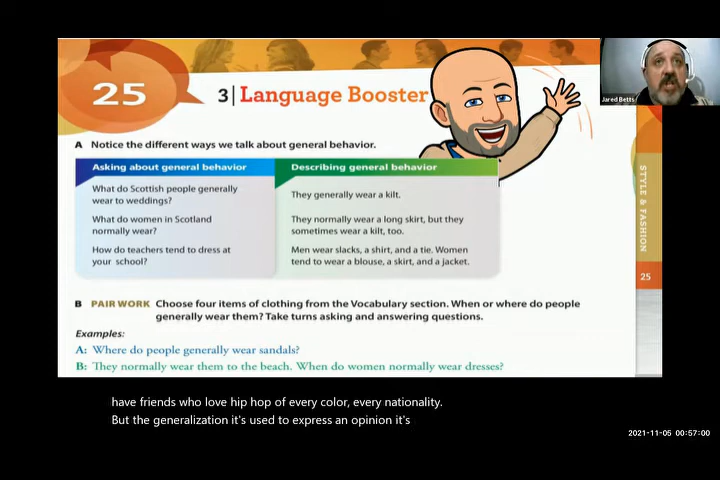 25
3 | Language Booster
Jared Betts
A Notice the different ways we talk about general behavior.
Asking about general behavior
Describing general behavior
What do Scottish people generally
wear to weddings?
They generally wear a kilt.
What do women in Scotland
normally wear?
They normally wear a long skirt, but they
sometimes wear a kilt, too.
How do teachers tend to dress at
your school?
Men wear slacks, a shirt, and a tie. Women
tend to wear a blouse, a skirt, and a jacket.
STYLE & FASHION
25
B PAIR WORK Choose four items of clothing from the Vocabulary section. When or where do people
generally wear them? Take turns asking and answering questions.
Examples:
A: Where do people generally wear sandals?
B: They normally wear them to the beach. When do women normally wear dresses?
have friends who love hip hop of every color, every nationality.
But the generalization it's used to express an opinion it's
2021-11-05 00:57:00